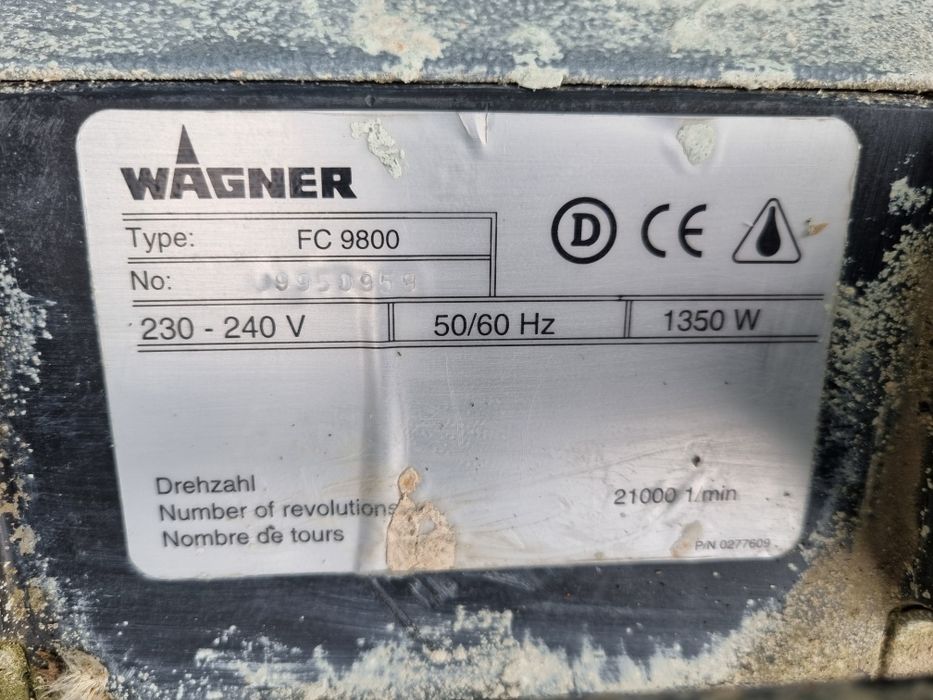 WAGNER
Type: FC 9800
No:
D CE
230 - 240 V 50/60 Hz 1350 W
Drehzahl
Number of revolutions 21000 1/min
Nombre de tours
P/N 0277609